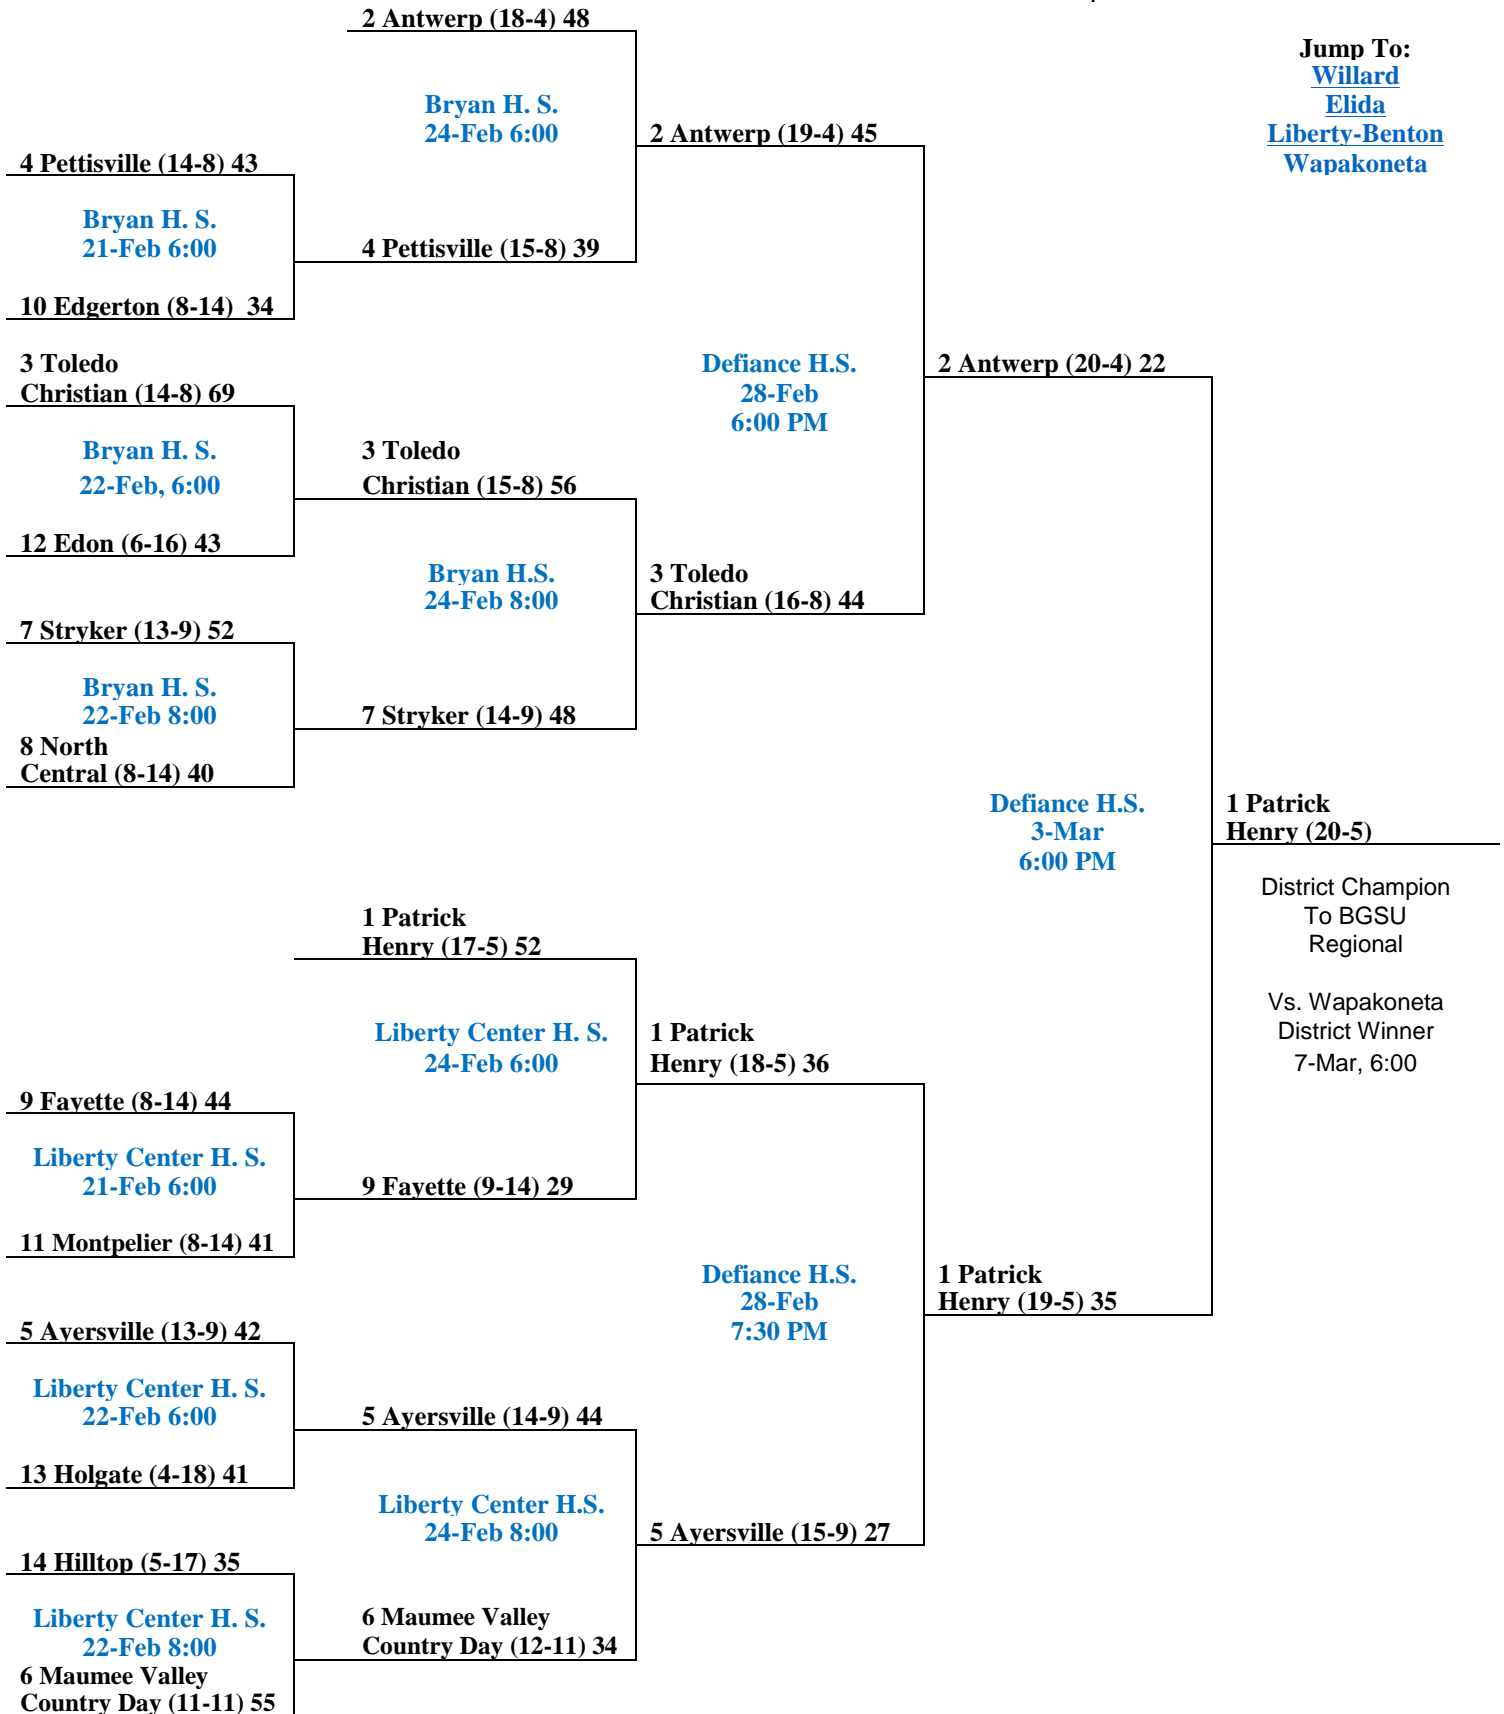 2 Antwerp (18-4) 48
Jump To:
Willard
Elida
Liberty-Benton
Wapakoneta
Bryan H. S.
24-Feb 6:00
2 Antwerp (19-4) 45
4 Pettisville (14-8) 43
Bryan H. S.
21-Feb 6:00
4 Pettisville (15-8) 39
10 Edgerton (8-14) 34
3 Toledo
Christian (14-8) 69
Defiance H.S.
28-Feb
6:00 PM
2 Antwerp (20-4) 22
Bryan H. S.
22-Feb, 6:00
3 Toledo
Christian (15-8) 56
12 Edon (6-16) 43
Bryan H.S.
24-Feb 8:00
3 Toledo
Christian (16-8) 44
7 Stryker (13-9) 52
Bryan H. S.
22-Feb 8:00
7 Stryker (14-9) 48
8 North
Central (8-14) 40
Defiance H.S.
3-Mar
6:00 PM
1 Patrick
Henry (20-5)
District Champion
To BGSU
Regional
Vs. Wapakoneta
District Winner
7-Mar, 6:00
1 Patrick
Henry (17-5) 52
Liberty Center H. S.
24-Feb 6:00
1 Patrick
Henry (18-5) 36
9 Fayette (8-14) 44
Liberty Center H. S.
21-Feb 6:00
9 Fayette (9-14) 29
11 Montpelier (8-14) 41
Defiance H.S.
28-Feb
7:30 PM
1 Patrick
Henry (19-5) 35
5 Ayersville (13-9) 42
Liberty Center H. S.
22-Feb 6:00
5 Ayersville (14-9) 44
13 Holgate (4-18) 41
Liberty Center H.S.
24-Feb 8:00
5 Ayersville (15-9) 27
14 Hilltop (5-17) 35
Liberty Center H. S.
22-Feb 8:00
6 Maumee Valley
Country Day (12-11) 34
6 Maumee Valley
Country Day (11-11) 55